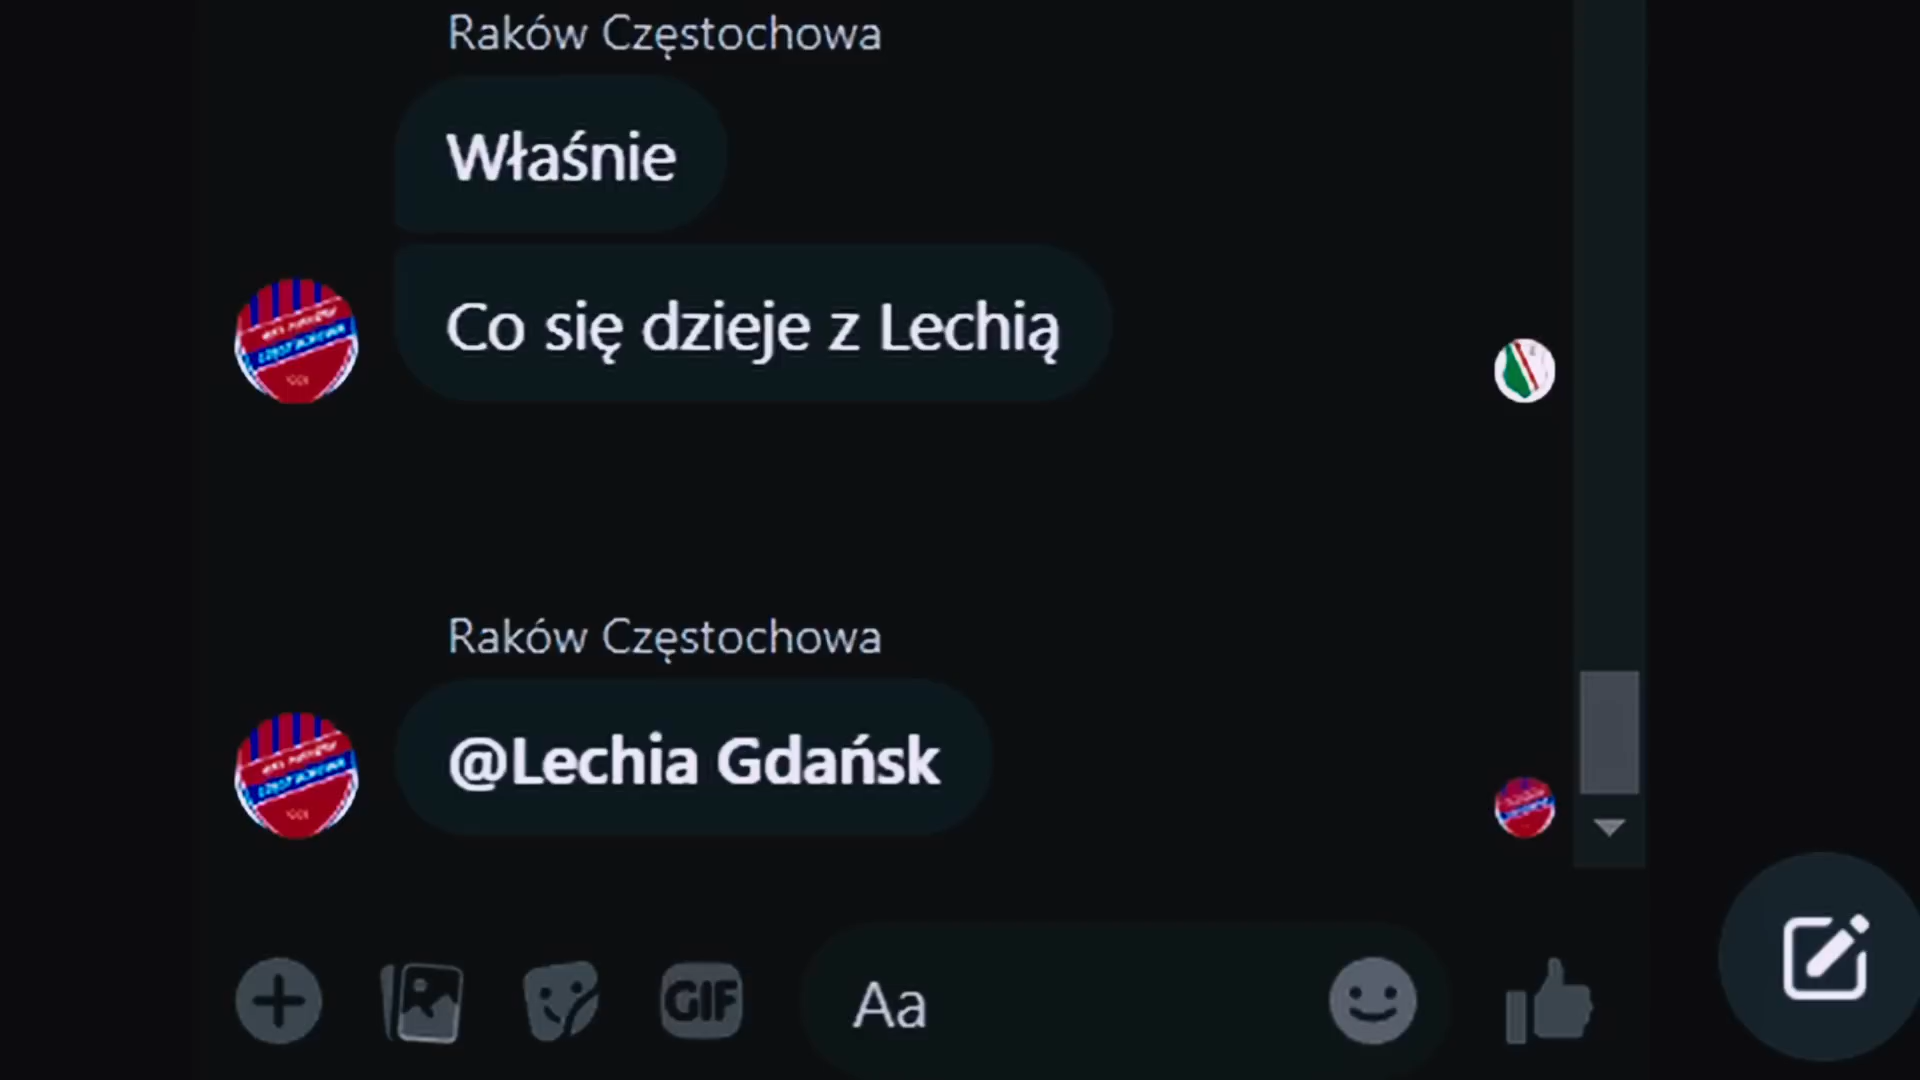 Raków Częstochowa
Właśnie
Co się dzieje z Lechią
Raków Częstochowa
@Lechia Gdańsk
GIF
Aa